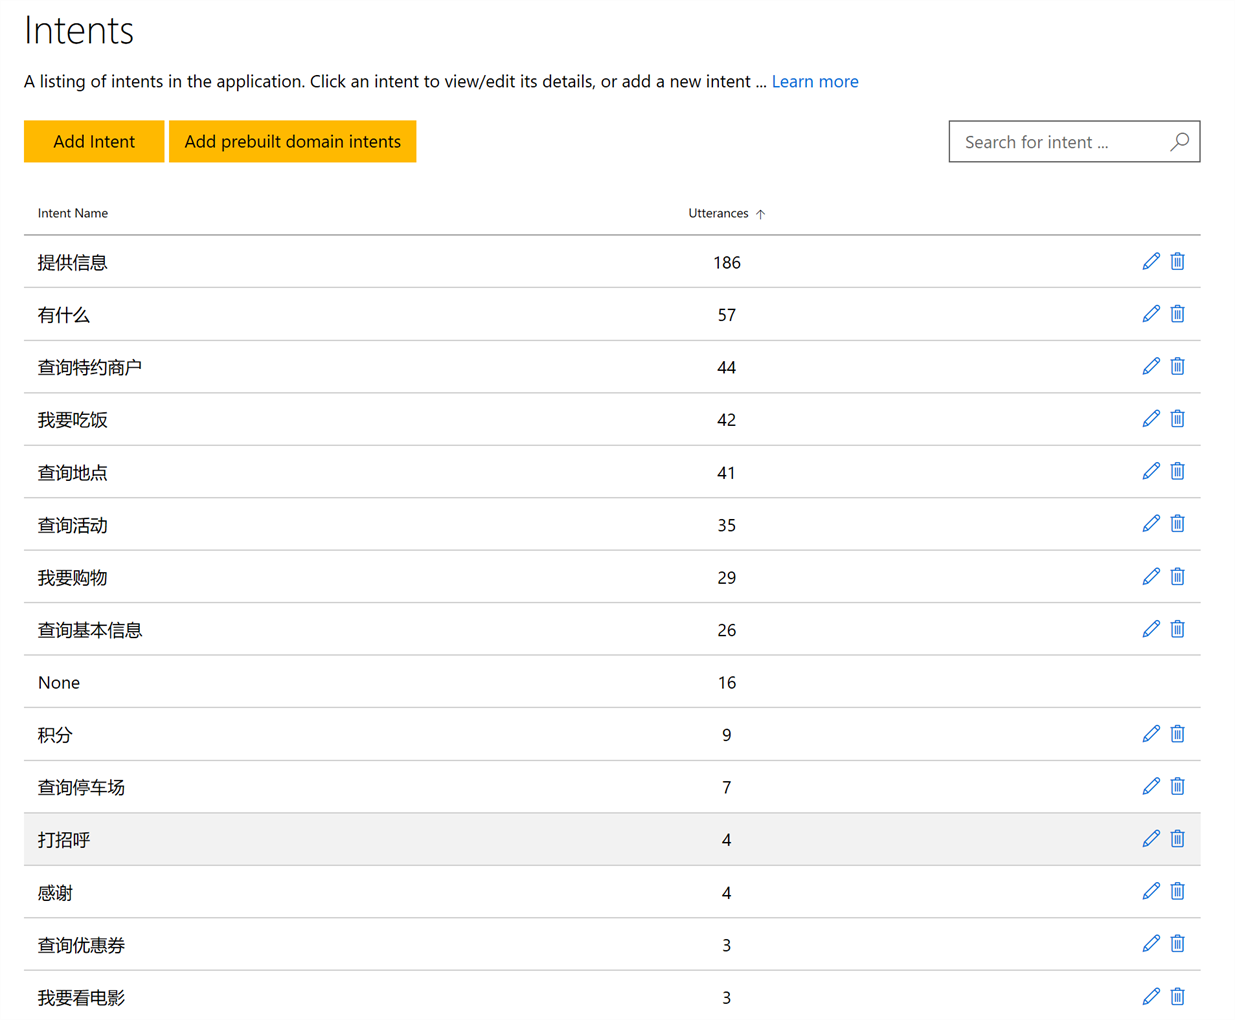 Intents
A listing of intents in the application. Click an intent to view/edit its details, or add a new intent ... Learn more
Add Intent Add prebuilt domain intents Search for intent ...
Intent Name Utterances ↑
提供信息 186
有什么 57
查询特约商户 44
我要吃饭 42
查询地点 41
查询活动 35
我要购物 29
查询基本信息 26
None 16
积分 9
查询停车场 7
打招呼 4
感谢 4
查询优惠券 3
我要看电影 3